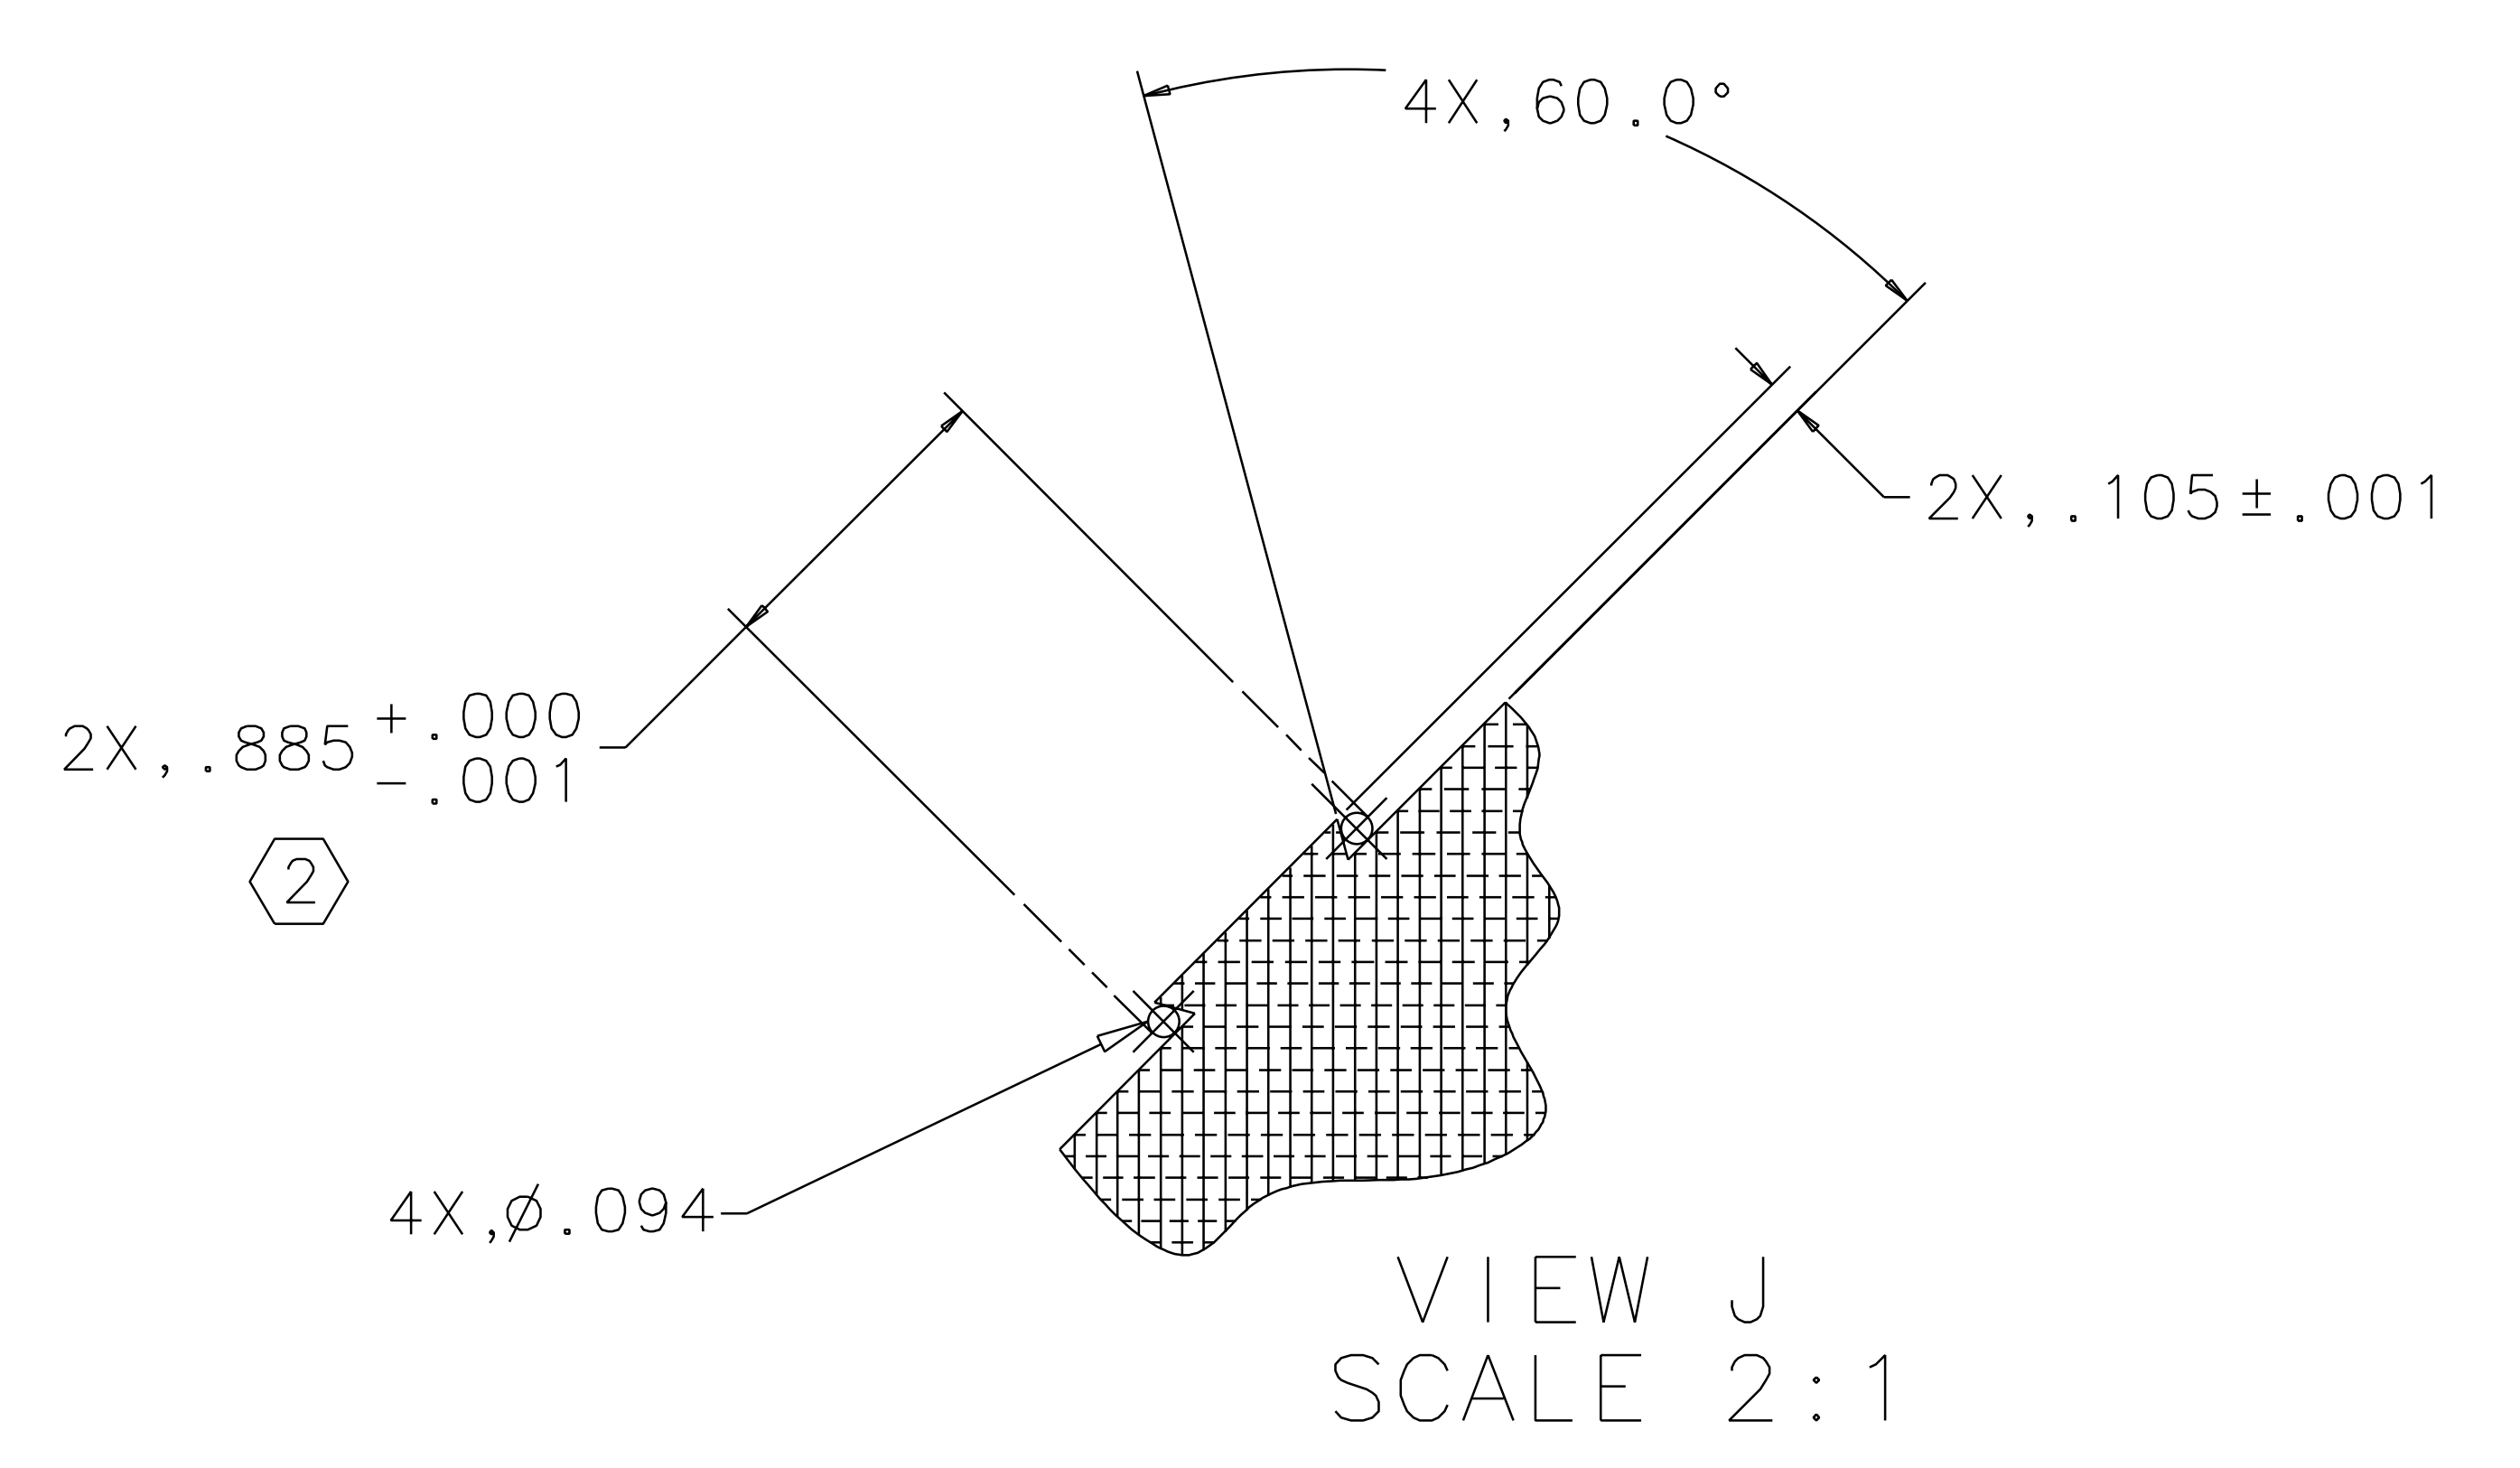 4X,60.0°
2X,.105±.001
2X,.885 +.000
-.001
2
4X,⌀.094
VIEW J
SCALE 2:1